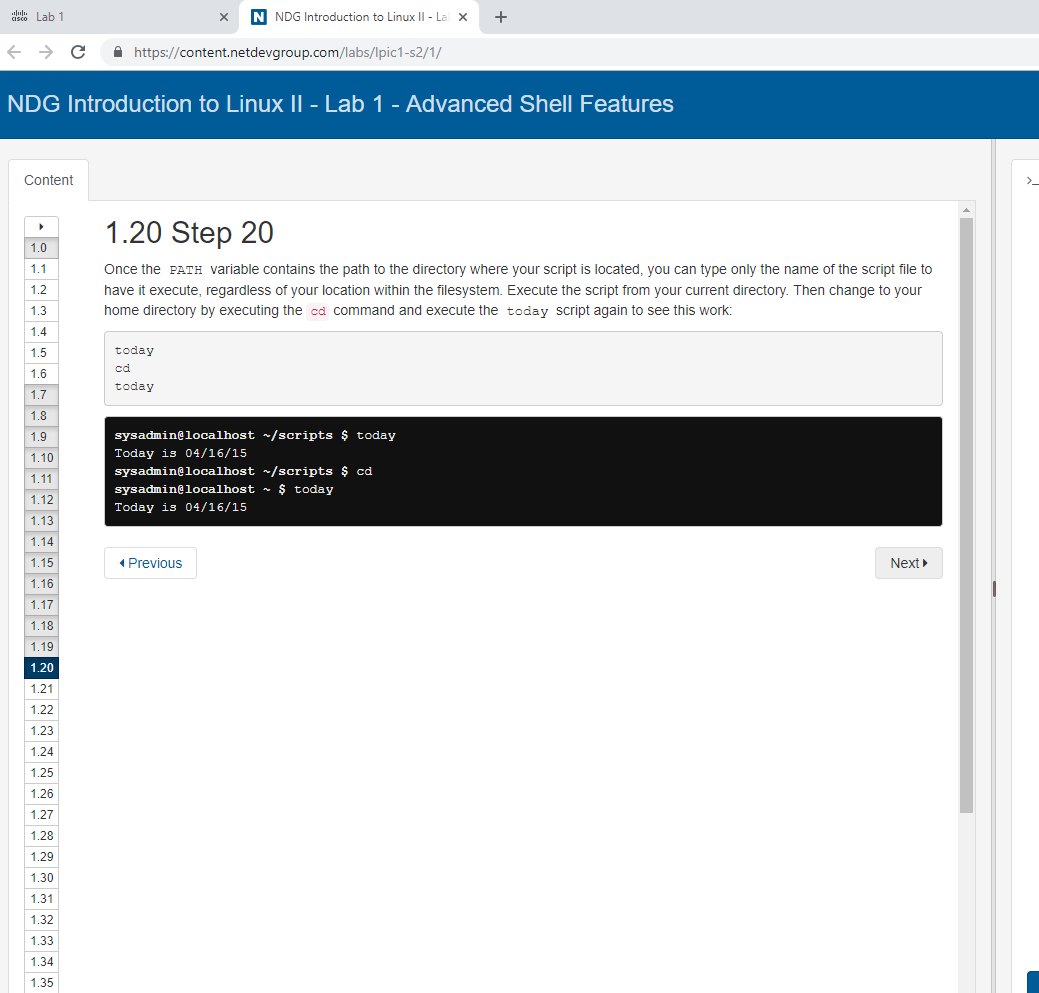 cisco Lab 1
NDG Introduction to Linux II - La
https://content.netdevgroup.com/labs/lpic1-s2/1/
NDG Introduction to Linux II - Lab 1 - Advanced Shell Features
Content
1.0
1.1
1.2
1.3
1.4
1.5
1.6
1.7
1.8
1.9
1.10
1.11
1.12
1.13
1.14
1.15
1.16
1.17
1.18
1.19
1.20
1.21
1.22
1.23
1.24
1.25
1.26
1.27
1.28
1.29
1.30
1.31
1.32
1.33
1.34
1.35
1.20 Step 20
Once the PATH variable contains the path to the directory where your script is located, you can type only the name of the script file to
have it execute, regardless of your location within the filesystem. Execute the script from your current directory. Then change to your
home directory by executing the cd command and execute the today script again to see this work:
today
cd
today
sysadmin@localhost ~/scripts $ today
Today is 04/16/15
sysadmin@localhost ~/scripts $ cd
sysadmin@localhost ~ $ today
Today is 04/16/15
Previous
Next
>_